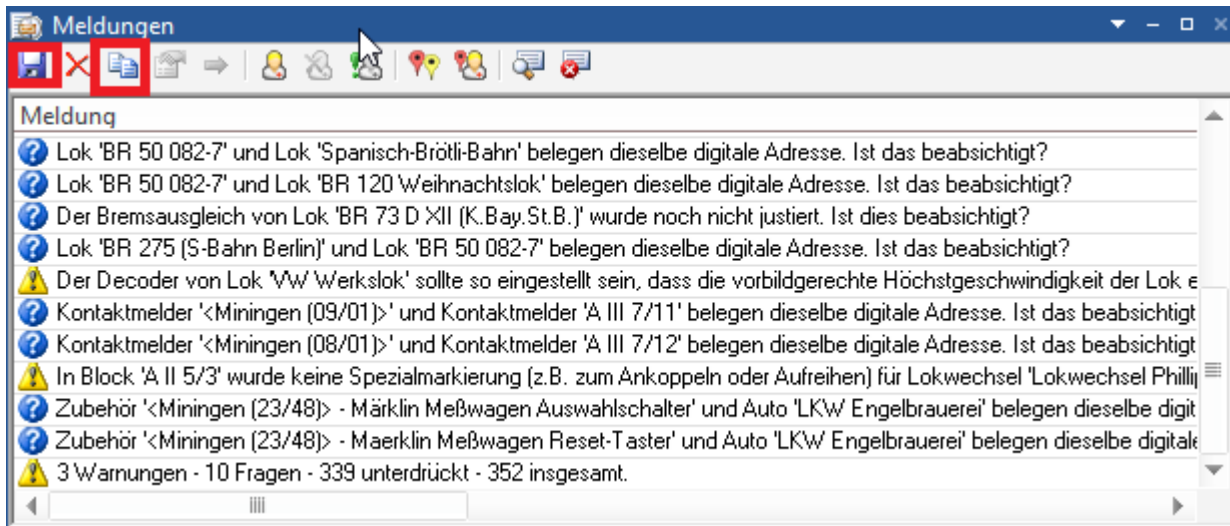 Meldungen
Meldung
Lok 'BR 50 082-7' und Lok 'Spanisch-Brötli-Bahn' belegen dieselbe digitale Adresse. Ist das beabsichtigt?
Lok 'BR 50 082-7' und Lok 'BR 120 Weihnachtslok' belegen dieselbe digitale Adresse. Ist das beabsichtigt?
Der Bremsausgleich von Lok 'BR 73 D XII (K.Bay.St.B.)' wurde noch nicht justiert. Ist dies beabsichtigt?
Lok 'BR 275 (S-Bahn Berlin)' und Lok 'BR 50 082-7' belegen dieselbe digitale Adresse. Ist das beabsichtigt?
Der Decoder von Lok 'VW Werkslok' sollte so eingestellt sein, dass die vorbildgerechte Höchstgeschwindigkeit der Lok e
Kontaktmelder '<Miningen (09/01)>' und Kontaktmelder 'A III 7/11' belegen dieselbe digitale Adresse. Ist das beabsichtigt
Kontaktmelder '<Miningen (08/01)>' und Kontaktmelder 'A III 7/12' belegen dieselbe digitale Adresse. Ist das beabsichtigt
In Block 'A II 5/3' wurde keine Spezialmarkierung (z.B. zum Ankoppeln oder Aufreihen) für Lokwechsel 'Lokwechsel Phillip
Zubehör '<Miningen (23/48)> - Märklin Meßwagen Auswahlschalter' und Auto 'LKW Engelbrauerei' belegen dieselbe digit
Zubehör '<Miningen (23/48)> - Maerklin Meßwagen Reset-Taster' und Auto 'LKW Engelbrauerei' belegen dieselbe digitale
3 Warnungen - 10 Fragen - 339 unterdrückt - 352 insgesamt.